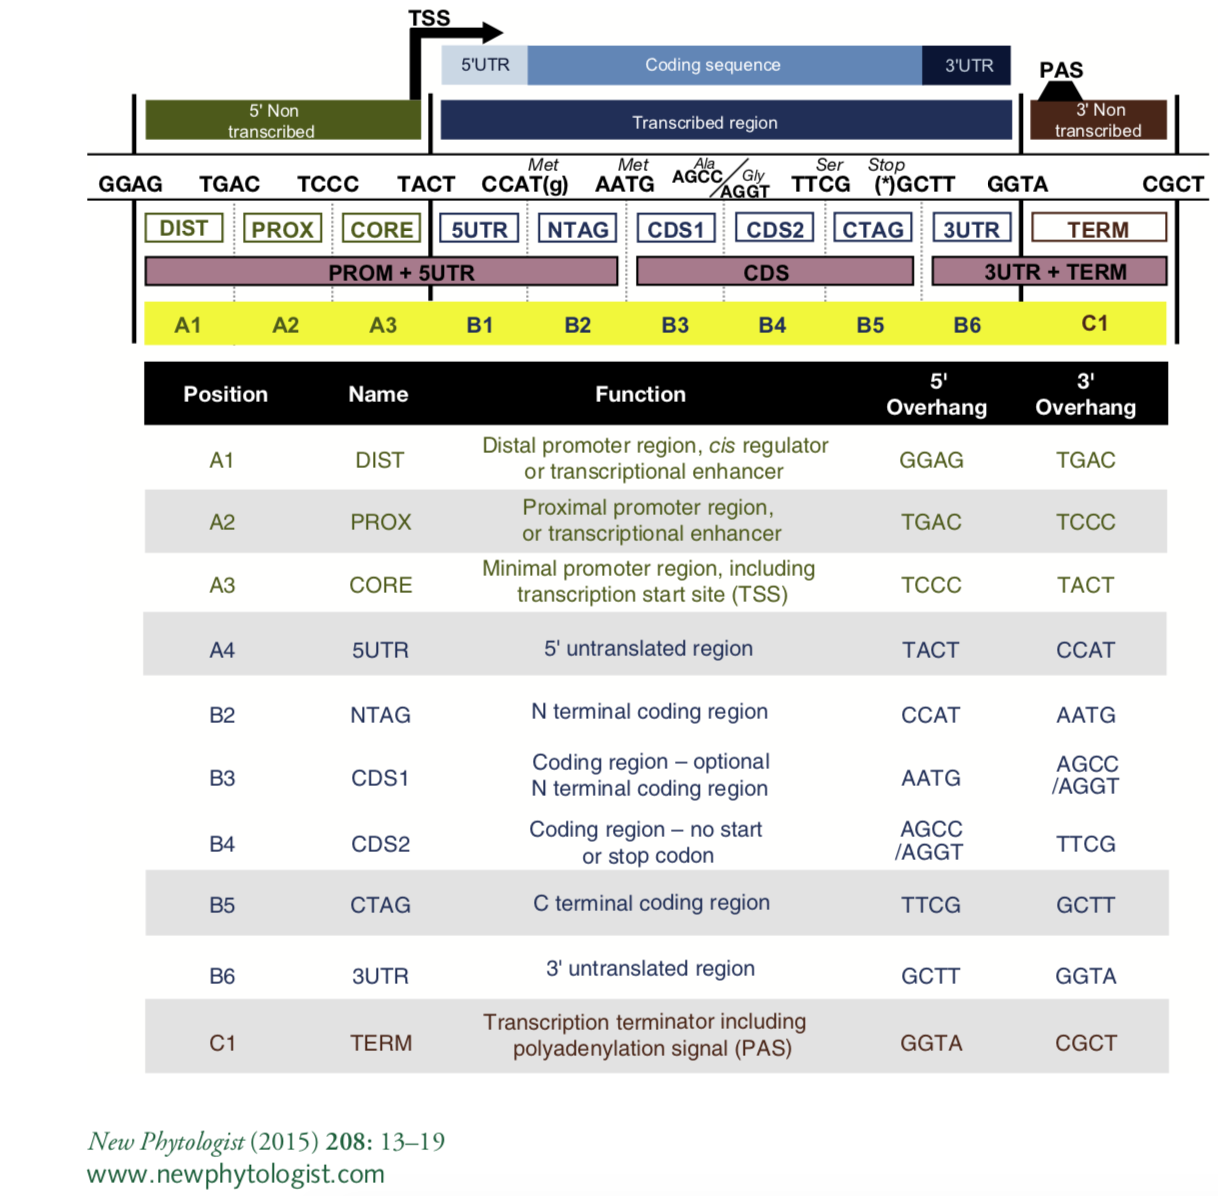 TSS
5'UTR Coding sequence 3'UTR
PAS
5' Non
transcribed
Transcribed region
3' Non
transcribed
Met Met Ala Gly Ser Stop
GGAG TGAC TCCC TACT CCAT(g) AATG AGCC/AGGT TTCG (*)GCTT GGTA CGCT
DIST PROX CORE 5UTR NTAG CDS1 CDS2 CTAG 3UTR TERM
PROM + 5UTR CDS 3UTR + TERM
A1 A2 A3 B1 B2 B3 B4 B5 B6 C1
Position Name Function 5' Overhang 3' Overhang
A1 DIST Distal promoter region, cis regulator
or transcriptional enhancer GGAG TGAC
A2 PROX Proximal promoter region,
or transcriptional enhancer TGAC TCCC
A3 CORE Minimal promoter region, including
transcription start site (TSS) TCCC TACT
A4 5UTR 5' untranslated region TACT CCAT
B2 NTAG N terminal coding region CCAT AATG
B3 CDS1 Coding region – optional
N terminal coding region AATG AGCC
/AGGT
B4 CDS2 Coding region – no start
or stop codon AGCC
/AGGT TTCG
B5 CTAG C terminal coding region TTCG GCTT
B6 3UTR 3' untranslated region GCTT GGTA
C1 TERM Transcription terminator including
polyadenylation signal (PAS) GGTA CGCT
New Phytologist (2015) 208: 13–19
www.newphytologist.com